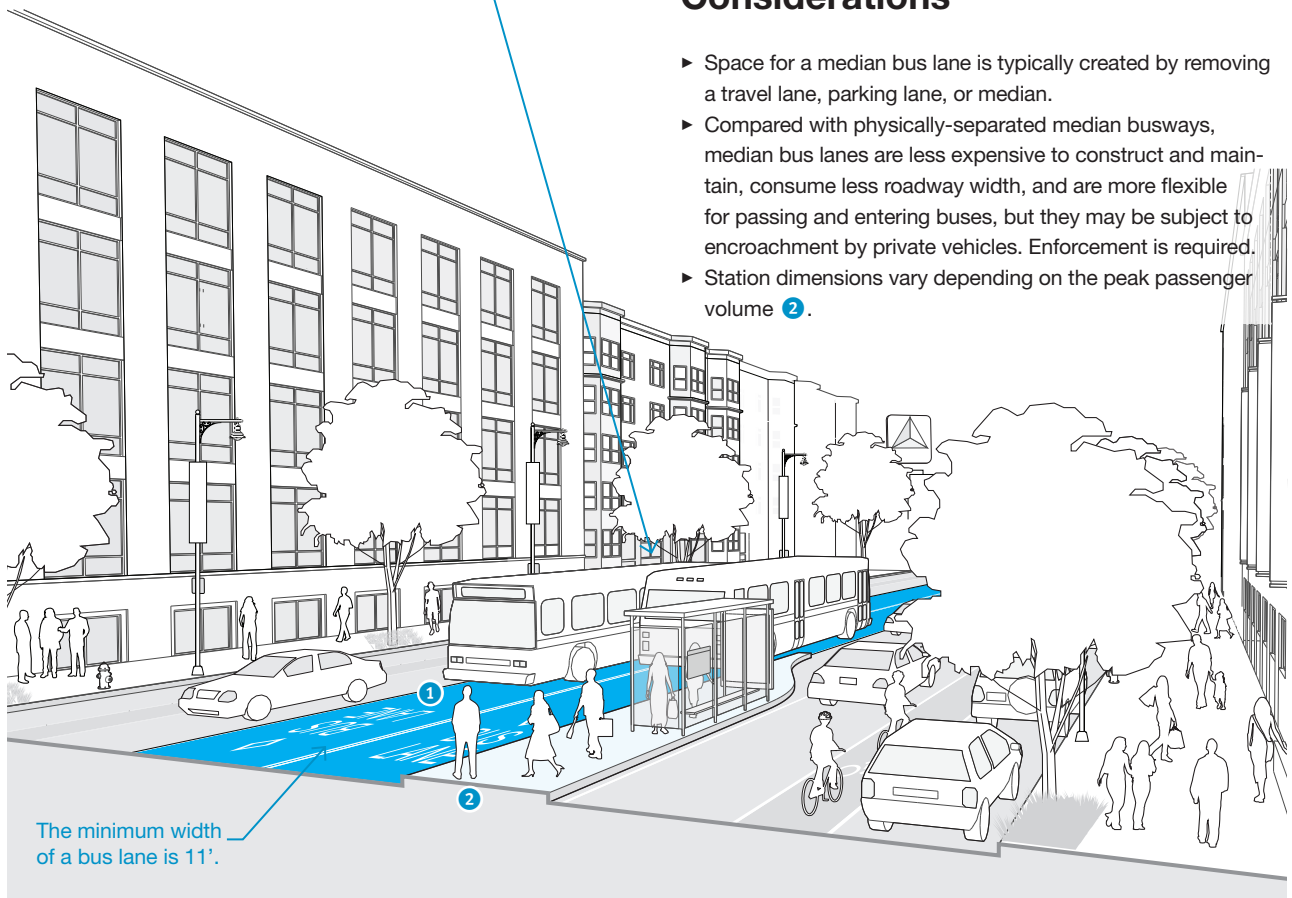 Considerations
► Space for a median bus lane is typically created by removing
a travel lane, parking lane, or median.
► Compared with physically-separated median busways,
median bus lanes are less expensive to construct and main-
tain, consume less roadway width, and are more flexible
for passing and entering buses, but they may be subject to
encroachment by private vehicles. Enforcement is required.
► Station dimensions vary depending on the peak passenger
volume 2.
1
2
The minimum width
of a bus lane is 11’.